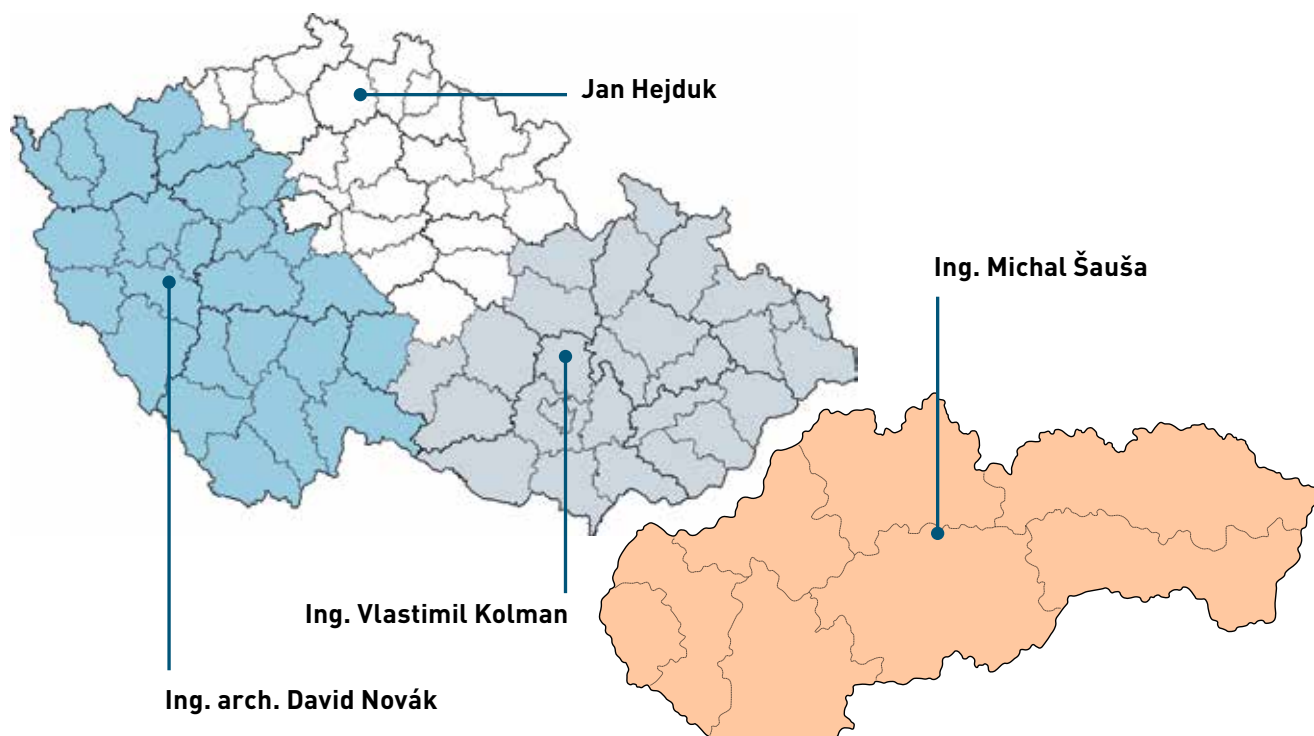 Jan Hejduk
Ing. Michal Šauša
Ing. Vlastimil Kolman
Ing. arch. David Novák